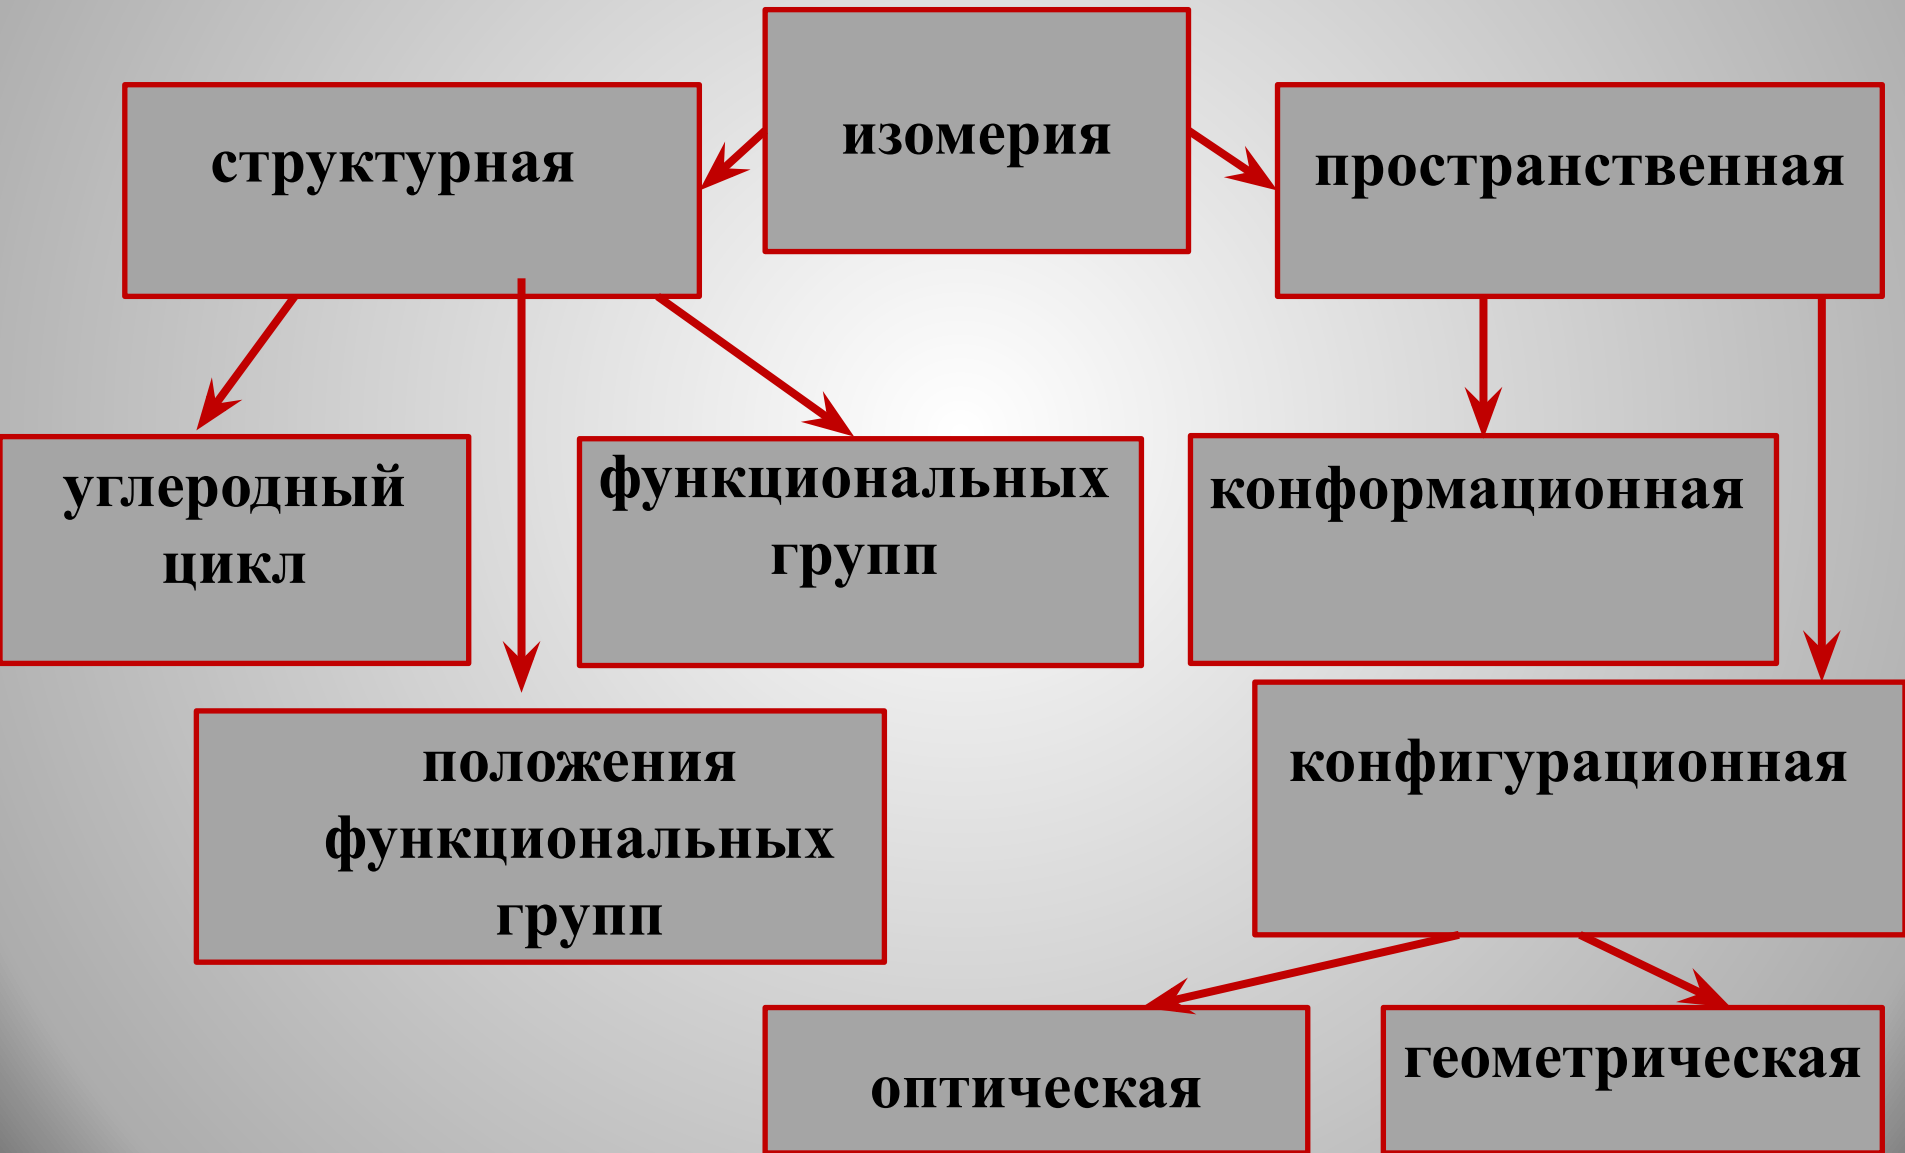 изомерия
структурная
пространственная
углеродный
цикл
функциональных
групп
конформационная
положения
функциональных
групп
конфигурационная
оптическая
геометрическая